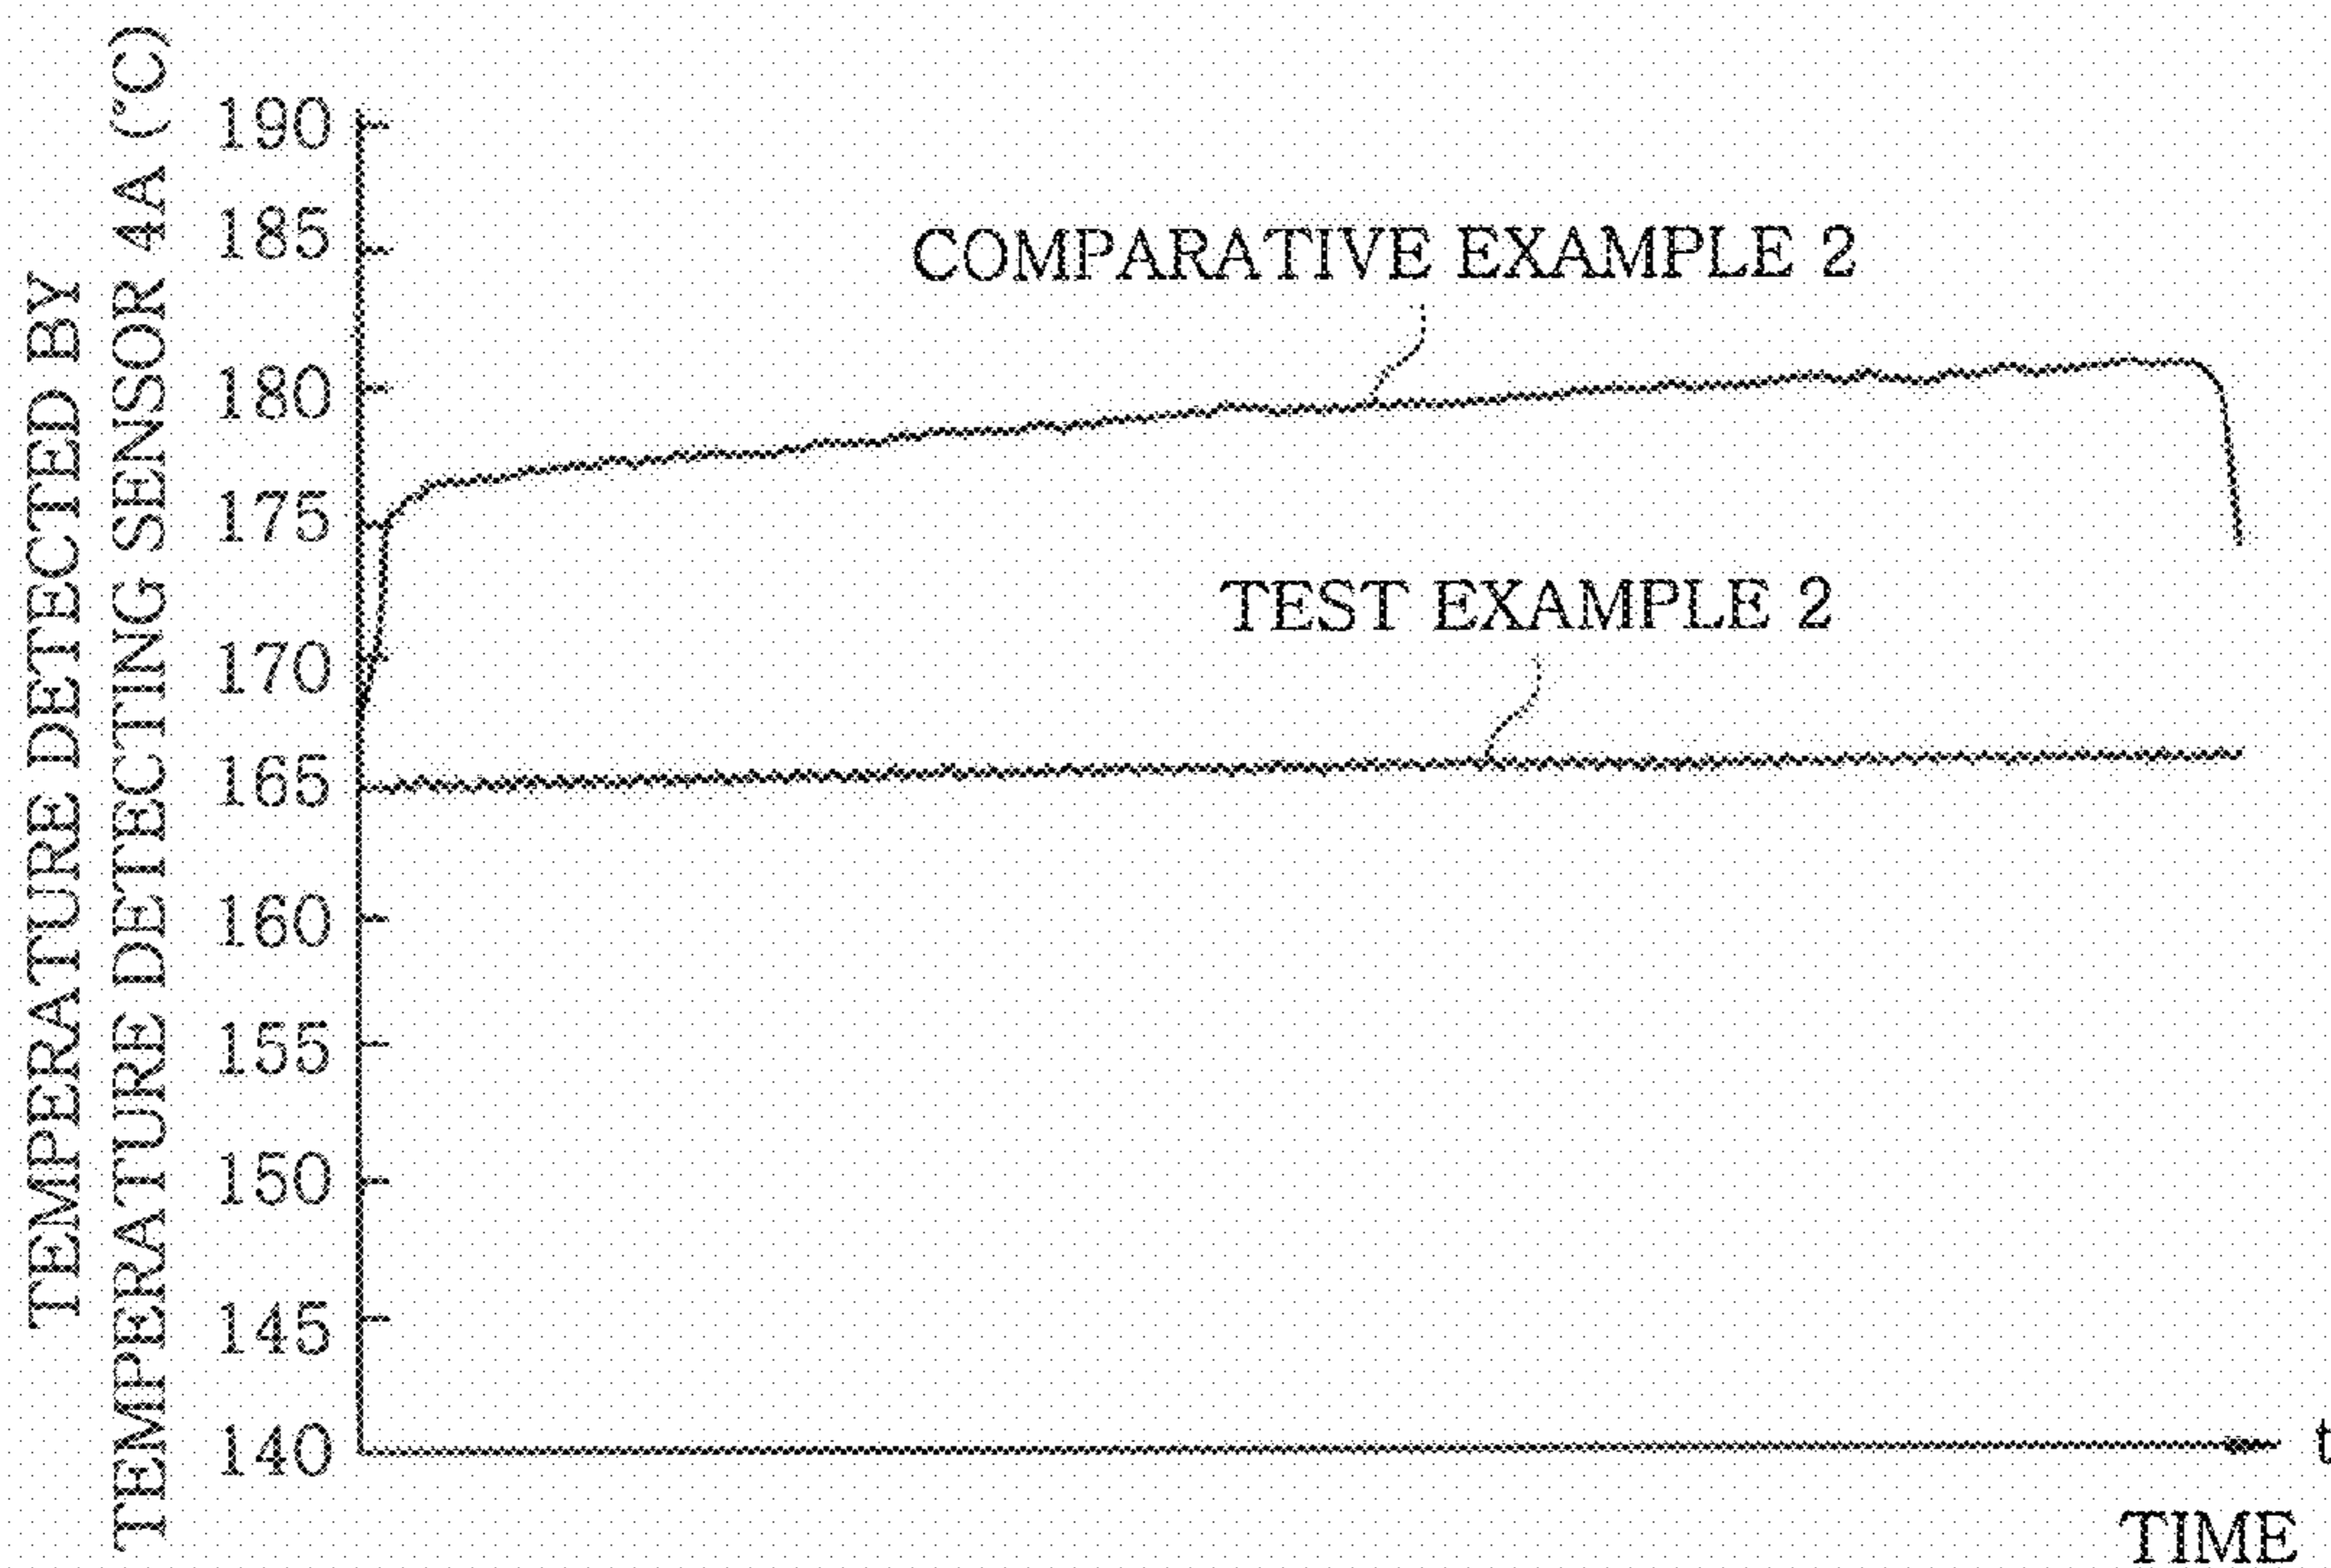 TEMPERATURE DETECTED BY
TEMPERATURE DETECTING SENSOR 4A (°C)
190
185
180
175
170
165
160
155
150
145
140
COMPARATIVE EXAMPLE 2
TEST EXAMPLE 2
t
TIME